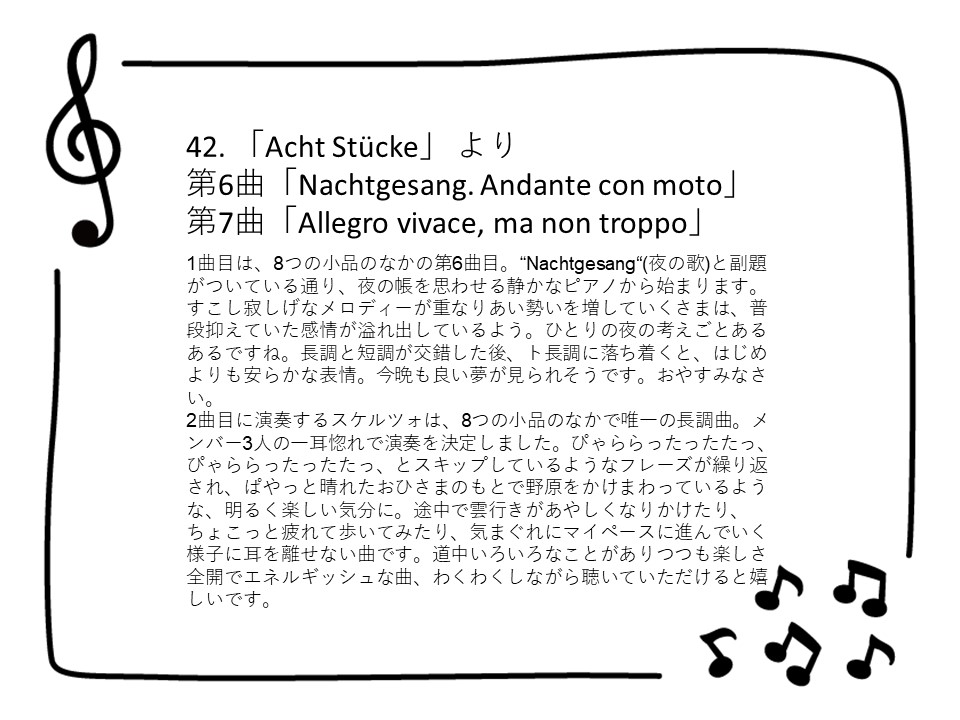 42. 「Acht Stücke」 より
第6曲「Nachtgesang. Andante con moto」
第7曲「Allegro vivace, ma non troppo」
1曲目は、8つの小品のなかの第6曲目。“Nachtgesang“(夜の歌)と副題
がついている通り、夜の帳を思わせる静かなピアノから始まります。
すこし寂しげなメロディーが重なりあい勢いを増していくさまは、普
段抑えていた感情が溢れ出しているよう。ひとりの夜の考えごとある
あるですね。長調と短調が交錯した後、ト長調に落ち着くと、はじめ
よりも安らかな表情。今晩も良い夢が見られそうです。おやすみなさ
い。
2曲目に演奏するスケルツォは、8つの小品のなかで唯一の長調曲。メ
ンバー3人の一耳惚れで演奏を決定しました。ぴゃららったったたっ、
ぴゃららったったたっ、とスキップしているようなフレーズが繰り返
され、ぱやっと晴れたおひさまのもとで野原をかけまわっているよう
な、明るく楽しい気分に。途中で雲行きがあやしくなりかけたり、
ちょこっと疲れて歩いてみたり、気まぐれにマイペースに進んでいく
様子に耳を離せない曲です。道中いろいろなことがありつつも楽しさ
全開でエネルギッシュな曲、わくわくしながら聴いていただけると嬉
しいです。